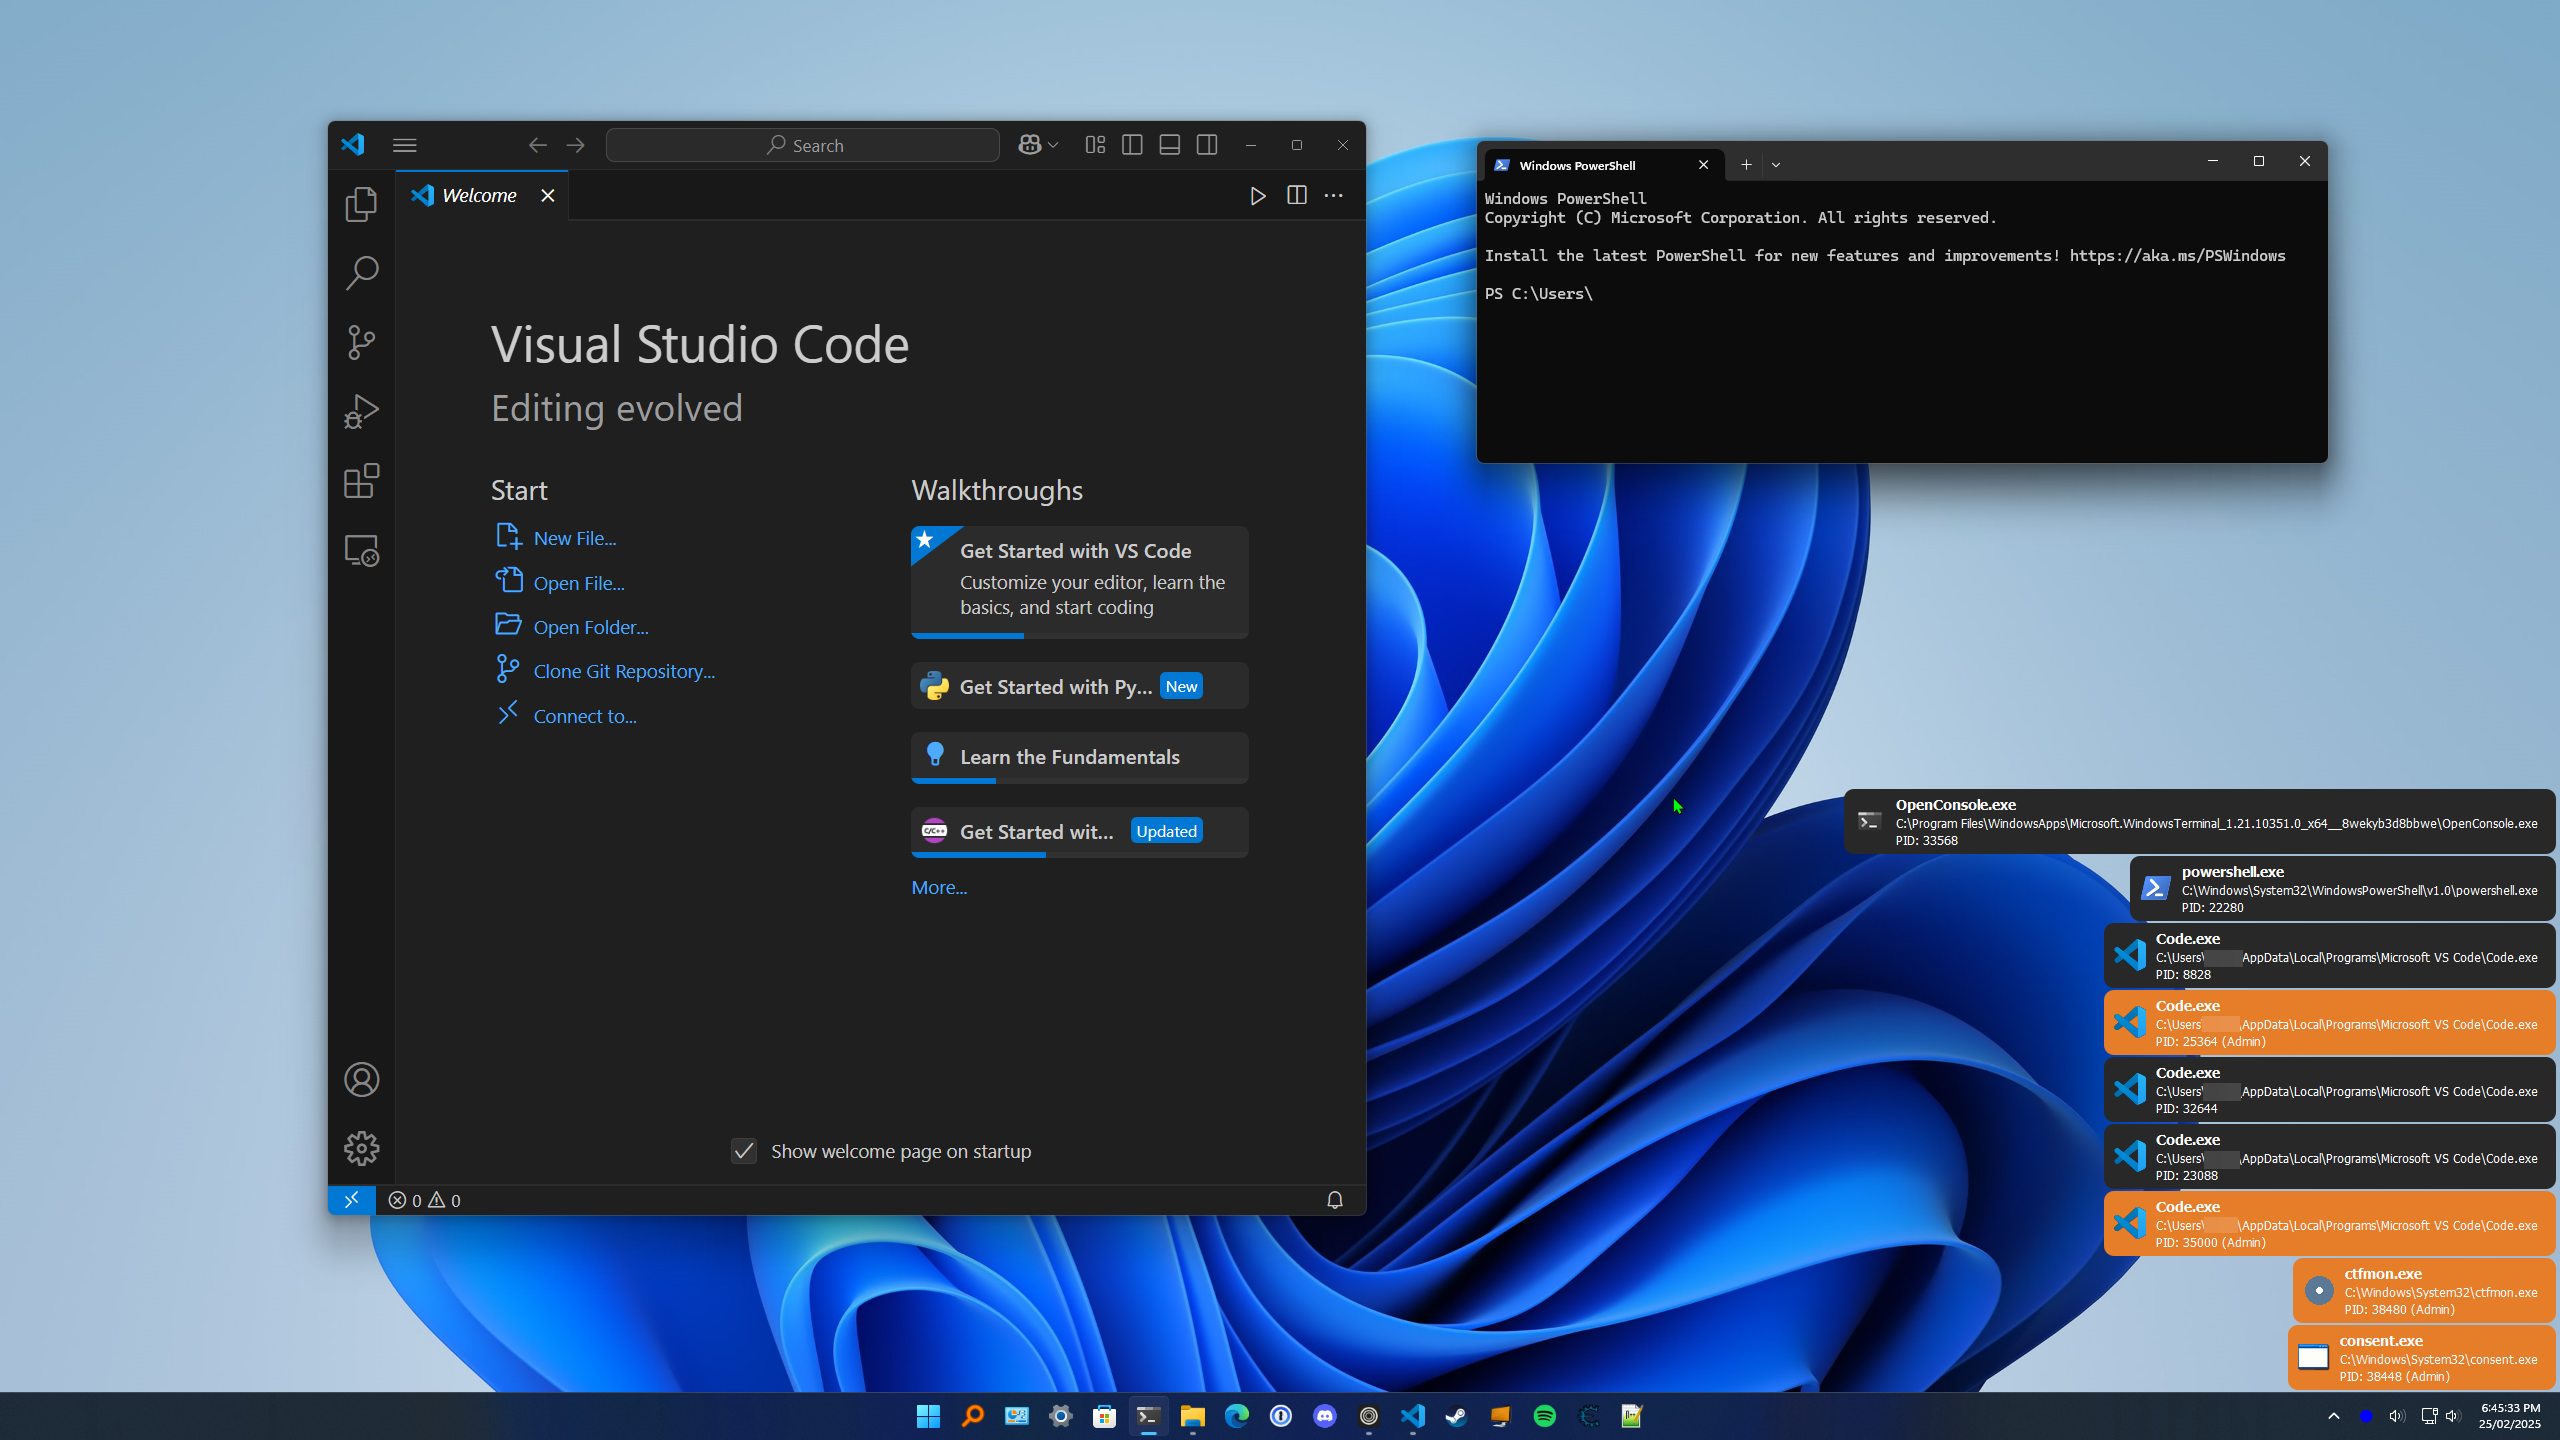 Search
Welcome
Visual Studio Code
Editing evolved
Start
New File...
Open File...
Open Folder...
Clone Git Repository...
Connect to...
Walkthroughs
Get Started with VS Code
Customize your editor, learn the
basics, and start coding
Get Started with Py... New
Learn the Fundamentals
C/C++ Get Started wit... Updated
More...
Show welcome page on startup
0 0
Windows PowerShell
Windows PowerShell
Copyright (C) Microsoft Corporation. All rights reserved.
Install the latest PowerShell for new features and improvements! https://aka.ms/PSWindows
PS C:\Users\
OpenConsole.exe
C:\Program Files\WindowsApps\Microsoft.WindowsTerminal_1.21.10351.0_x64__8wekyb3d8bbwe\OpenConsole.exe
PID: 33568
powershell.exe
C:\Windows\System32\WindowsPowerShell\v1.0\powershell.exe
PID: 22280
Code.exe
C:\Users\ AppData\Local\Programs\Microsoft VS Code\Code.exe
PID: 8828
Code.exe
C:\Users\ \AppData\Local\Programs\Microsoft VS Code\Code.exe
PID: 25364 (Admin)
Code.exe
C:\Users\ \AppData\Local\Programs\Microsoft VS Code\Code.exe
PID: 32644
Code.exe
C:\Users\ \AppData\Local\Programs\Microsoft VS Code\Code.exe
PID: 23088
Code.exe
C:\Users\ \AppData\Local\Programs\Microsoft VS Code\Code.exe
PID: 35000 (Admin)
ctfmon.exe
C:\Windows\System32\ctfmon.exe
PID: 38480 (Admin)
consent.exe
C:\Windows\System32\consent.exe
PID: 38448 (Admin)
6:45:33 PM
25/02/2025